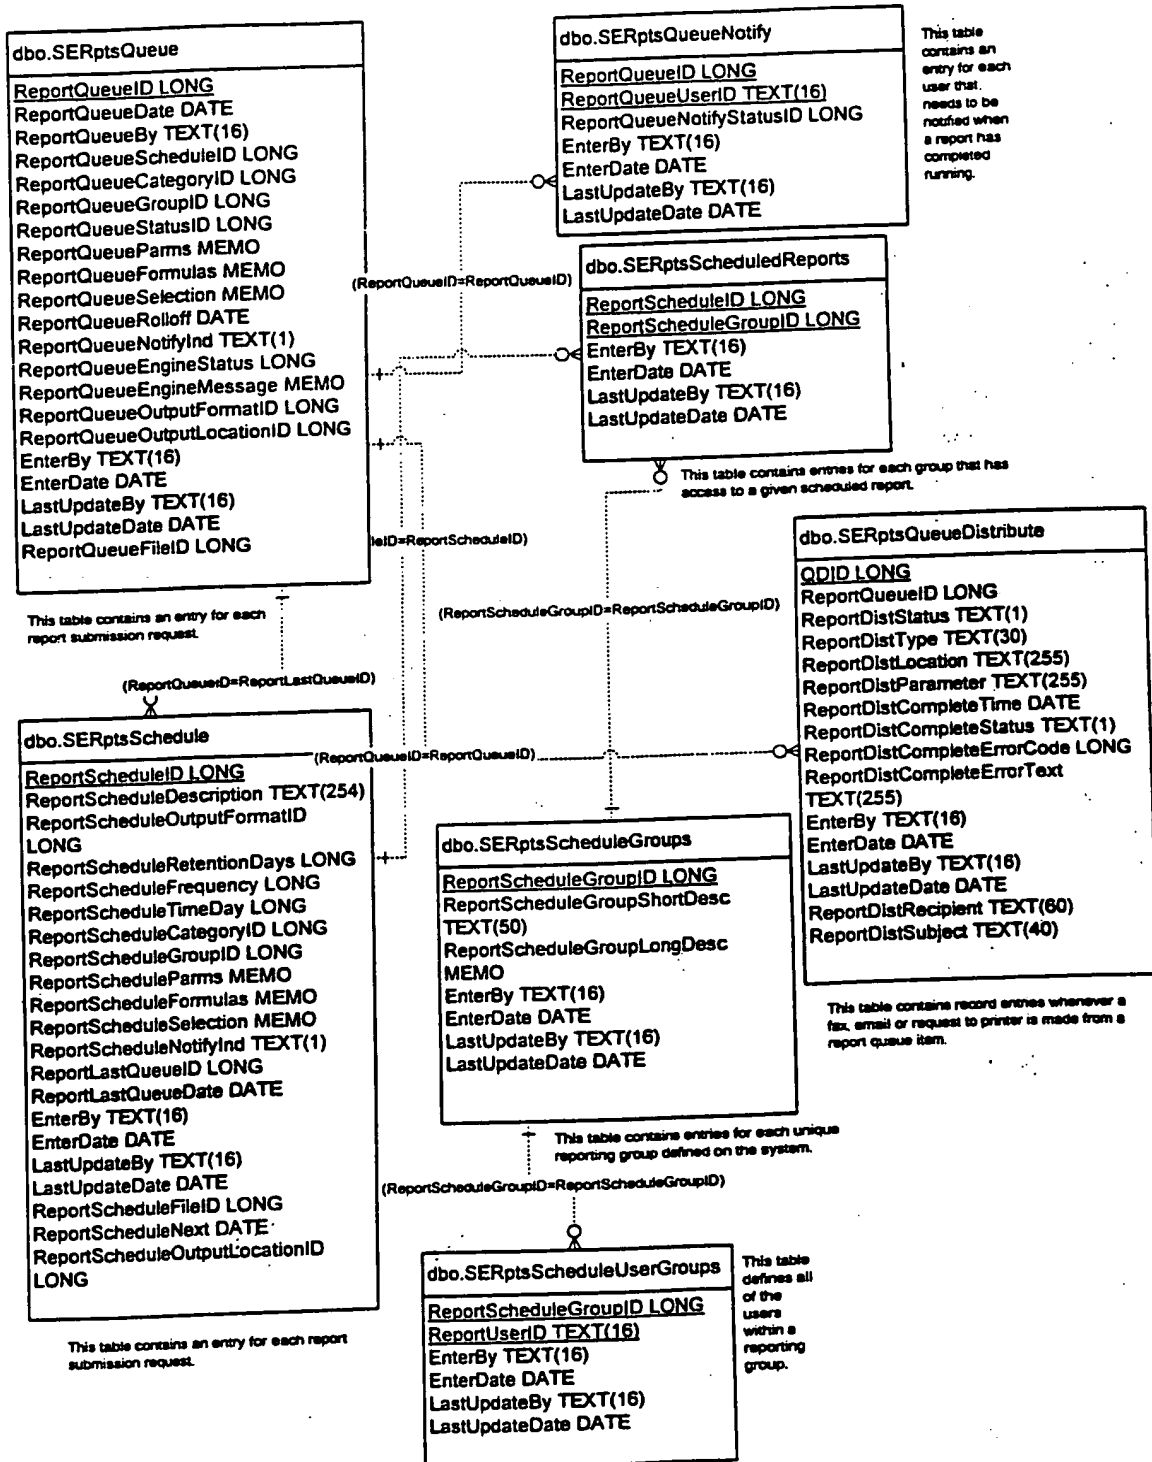 dbo.SERptsQueue
ReportQueueID LONG
ReportQueueDate DATE
ReportQueueBy TEXT(16)
ReportQueueScheduleID LONG
ReportQueueCategoryID LONG
ReportQueueGroupID LONG
ReportQueueStatusID LONG
ReportQueueParms MEMO
ReportQueueFormulas MEMO
ReportQueueSelection MEMO
ReportQueueRolloff DATE
ReportQueueNotifyInd TEXT(1)
ReportQueueEngineStatus LONG
ReportQueueEngineMessage MEMO
ReportQueueOutputFormatID LONG
ReportQueueOutputLocationID LONG
EnterBy TEXT(16)
EnterDate DATE
LastUpdateBy TEXT(16)
LastUpdateDate DATE
ReportQueueFileID LONG
This table contains an entry for each
report submission request.
dbo.SERptsQueueNotify
ReportQueueID LONG
ReportQueueUserID TEXT(16)
ReportQueueNotifyStatusID LONG
EnterBy TEXT(16)
EnterDate DATE
LastUpdateBy TEXT(16)
LastUpdateDate DATE
This table
contains an
entry for each
user that
needs to be
notified when
a report has
completed
running.
(ReportQueueID=ReportQueueID)
dbo.SERptsScheduledReports
ReportScheduleID LONG
ReportScheduleGroupID LONG
EnterBy TEXT(16)
EnterDate DATE
LastUpdateBy TEXT(16)
LastUpdateDate DATE
This table contains entries for each group that has
access to a given scheduled report.
leID=ReportScheduleID)
(ReportScheduleGroupID=ReportScheduleGroupID)
dbo.SERptsQueueDistribute
QDID LONG
ReportQueueID LONG
ReportDistStatus TEXT(1)
ReportDistType TEXT(30)
ReportDistLocation TEXT(255)
ReportDistParameter TEXT(255)
ReportDistCompleteTime DATE
ReportDistCompleteStatus TEXT(1)
ReportDistCompleteErrorCode LONG
ReportDistCompleteErrorText
TEXT(255)
EnterBy TEXT(16)
EnterDate DATE
LastUpdateBy TEXT(16)
LastUpdateDate DATE
ReportDistRecipient TEXT(60)
ReportDistSubject TEXT(40)
This table contains record entries whenever a
fax, email or request to printer is made from a
report queue item.
(ReportQueueID=ReportLastQueueID)
dbo.SERptsSchedule
ReportScheduleID LONG
ReportScheduleDescription TEXT(254)
ReportScheduleOutputFormatID
LONG
ReportScheduleRetentionDays LONG
ReportScheduleFrequency LONG
ReportScheduleTimeDay LONG
ReportScheduleCategoryID LONG
ReportScheduleGroupID LONG
ReportScheduleParms MEMO
ReportScheduleFormulas MEMO
ReportScheduleSelection MEMO
ReportScheduleNotifyInd TEXT(1)
ReportLastQueueID LONG
ReportLastQueueDate DATE
EnterBy TEXT(16)
EnterDate DATE
LastUpdateBy TEXT(16)
LastUpdateDate DATE
ReportScheduleFileID LONG
ReportScheduleNext DATE
ReportScheduleOutputLocationID
LONG
This table contains an entry for each report
submission request.
(ReportQueueID=ReportQueueID)
dbo.SERptsScheduleGroups
ReportScheduleGroupID LONG
ReportScheduleGroupShortDesc
TEXT(50)
ReportScheduleGroupLongDesc
MEMO
EnterBy TEXT(16)
EnterDate DATE
LastUpdateBy TEXT(16)
LastUpdateDate DATE
This table contains entries for each unique
reporting group defined on the system.
(ReportScheduleGroupID=ReportScheduleGroupID)
dbo.SERptsScheduleUserGroups
ReportScheduleGroupID LONG
ReportUserID TEXT(16)
EnterBy TEXT(16)
EnterDate DATE
LastUpdateBy TEXT(16)
LastUpdateDate DATE
This table
defines all
of the
users
within a
reporting
group.